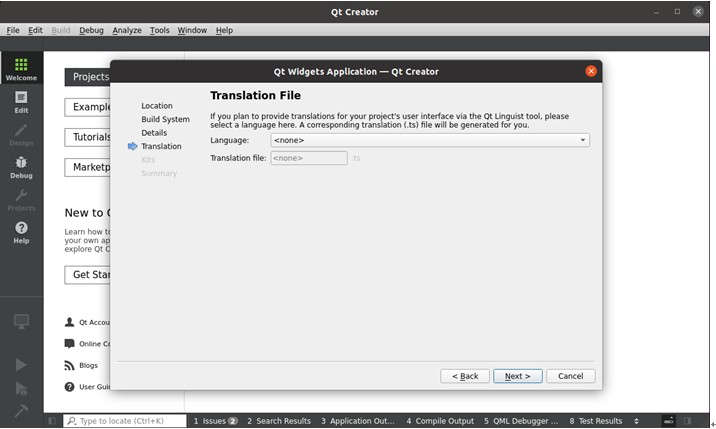 Qt Creator
File Edit Build Debug Analyze Tools Window Help
Welcome
Edit
Design
Debug
Projects
Help
Projects
Example
Tutorials
Marketp
New to
Learn how to
your own ap
explore Qt C
Get Star
Qt Accou
Online Co
Blogs
User Guid
Qt Widgets Application — Qt Creator
Location
Build System
Details
Translation
Kits
Summary
Translation File
If you plan to provide translations for your project's user interface via the Qt Linguist tool, please
select a language here. A corresponding translation (.ts) file will be generated for you.
Language: <none>
Translation file: <none> .ts
< Back Next > Cancel
Type to locate (Ctrl+K) 1 Issues 2 2 Search Results 3 Application Out... 4 Compile Output 5 QML Debugger ... 8 Test Results